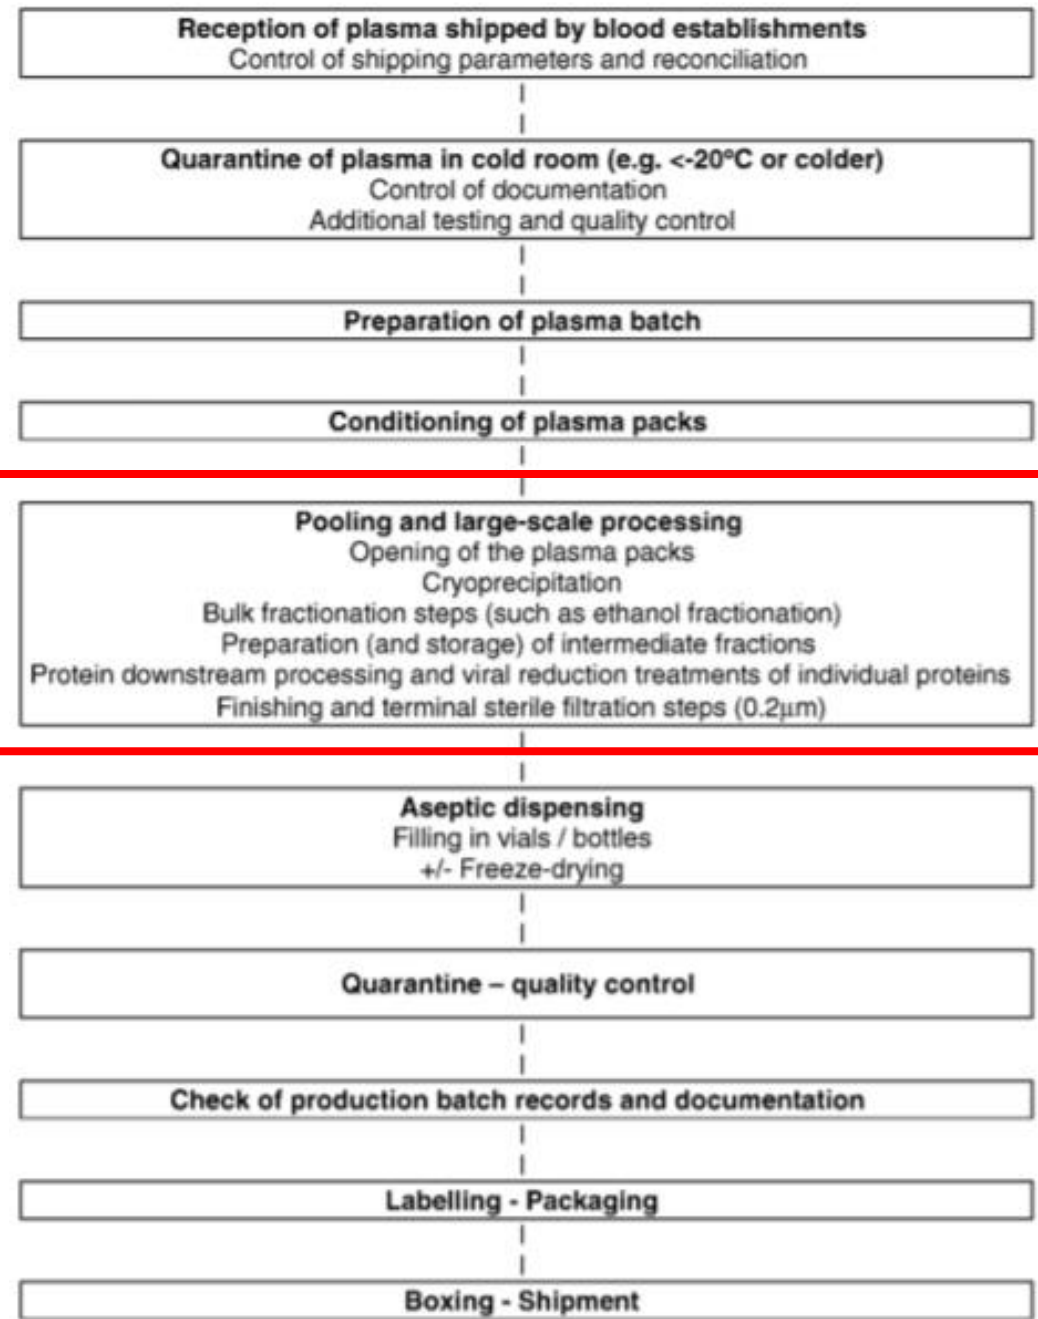 Reception of plasma shipped by blood establishments
Control of shipping parameters and reconciliation
Quarantine of plasma in cold room (e.g. <-20ºC or colder)
Control of documentation
Additional testing and quality control
Preparation of plasma batch
Conditioning of plasma packs
Pooling and large-scale processing
Opening of the plasma packs
Cryoprecipitation
Bulk fractionation steps (such as ethanol fractionation)
Preparation (and storage) of intermediate fractions
Protein downstream processing and viral reduction treatments of individual proteins
Finishing and terminal sterile filtration steps (0.2µm)
Aseptic dispensing
Filling in vials / bottles
+/- Freeze-drying
Quarantine – quality control
Check of production batch records and documentation
Labelling - Packaging
Boxing - Shipment